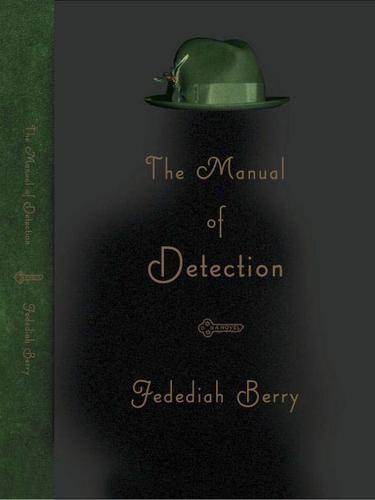 The Manual of Detection
Jedediah Berry
The Manual
of
Detection
A NOVEL
Jedediah Berry